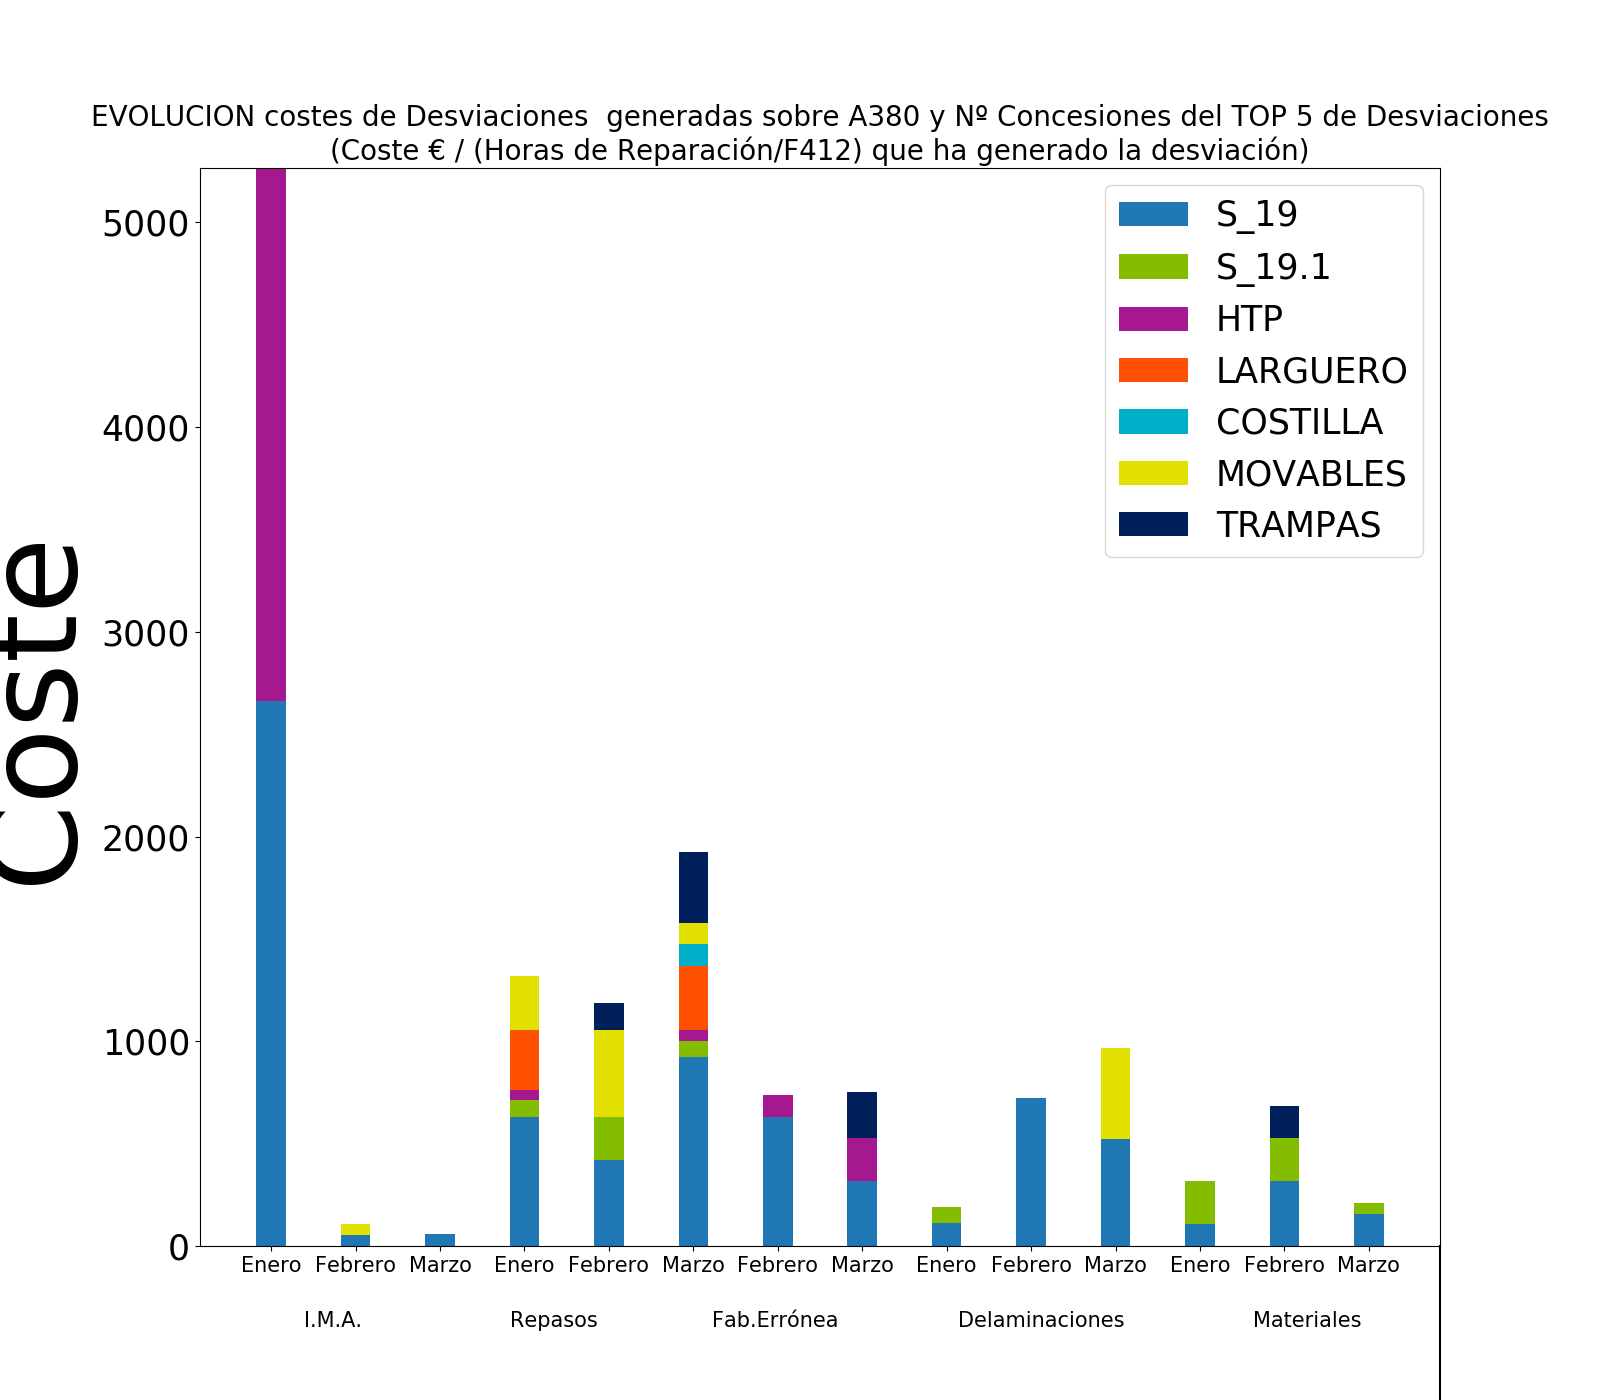 EVOLUCION costes de Desviaciones  generadas sobre A380 y Nº Concesiones del TOP 5 de Desviaciones
(Coste € / (Horas de Reparación/F412) que ha generado la desviación)
Coste
5000
4000
3000
2000
1000
0
S_19
S_19.1
HTP
LARGUERO
COSTILLA
MOVABLES
TRAMPAS
Enero Febrero Marzo Enero Febrero Marzo Febrero Marzo Enero Febrero Marzo Enero Febrero Marzo
I.M.A. Repasos Fab.Errónea Delaminaciones Materiales